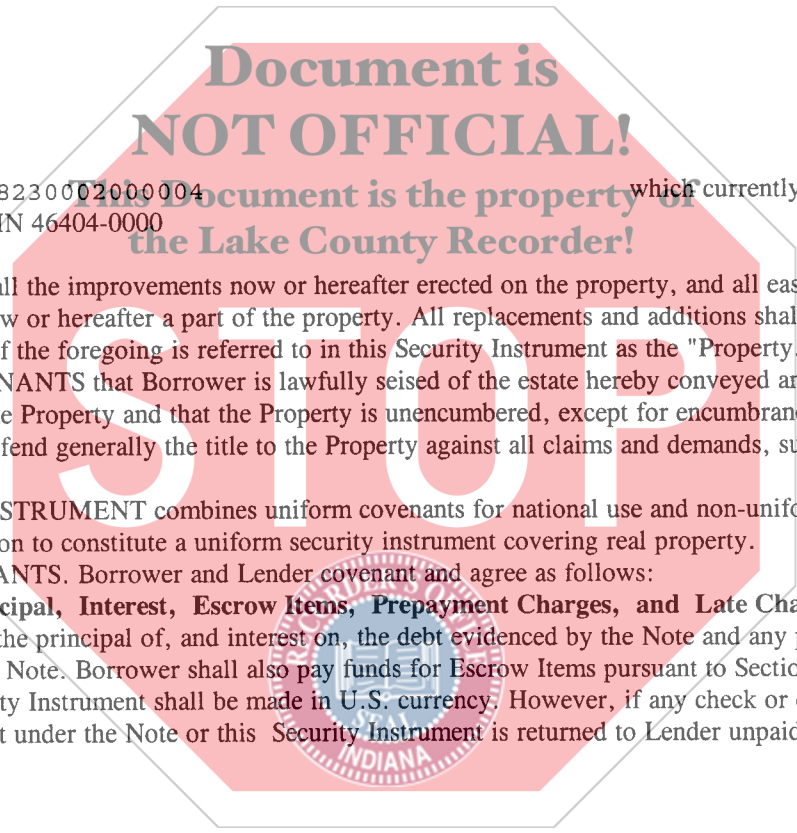 Document is
NOT OFFICIAL!
8230002000004 which currently
This Document is the property of
IN 46404-0000
the Lake County Recorder!
all the improvements now or hereafter erected on the property, and all eas
w or hereafter a part of the property. All replacements and additions shal
f the foregoing is referred to in this Security Instrument as the "Property.
NANTS that Borrower is lawfully seised of the estate hereby conveyed an
e Property and that the Property is unencumbered, except for encumbranc
fend generally the title to the Property against all claims and demands, su
STOP
STRUMENT combines uniform covenants for national use and non-unifo
on to constitute a uniform security instrument covering real property.
ANTS. Borrower and Lender covenant and agree as follows:
cipal, Interest, Escrow Items, Prepayment Charges, and Late Cha
the principal of, and interest on, the debt evidenced by the Note and any p
Note. Borrower shall also pay funds for Escrow Items pursuant to Sectio
ty Instrument shall be made in U.S. currency. However, if any check or o
t under the Note or this Security Instrument is returned to Lender unpaid
RECORDER'S OFFICE
SEAL
INDIANA